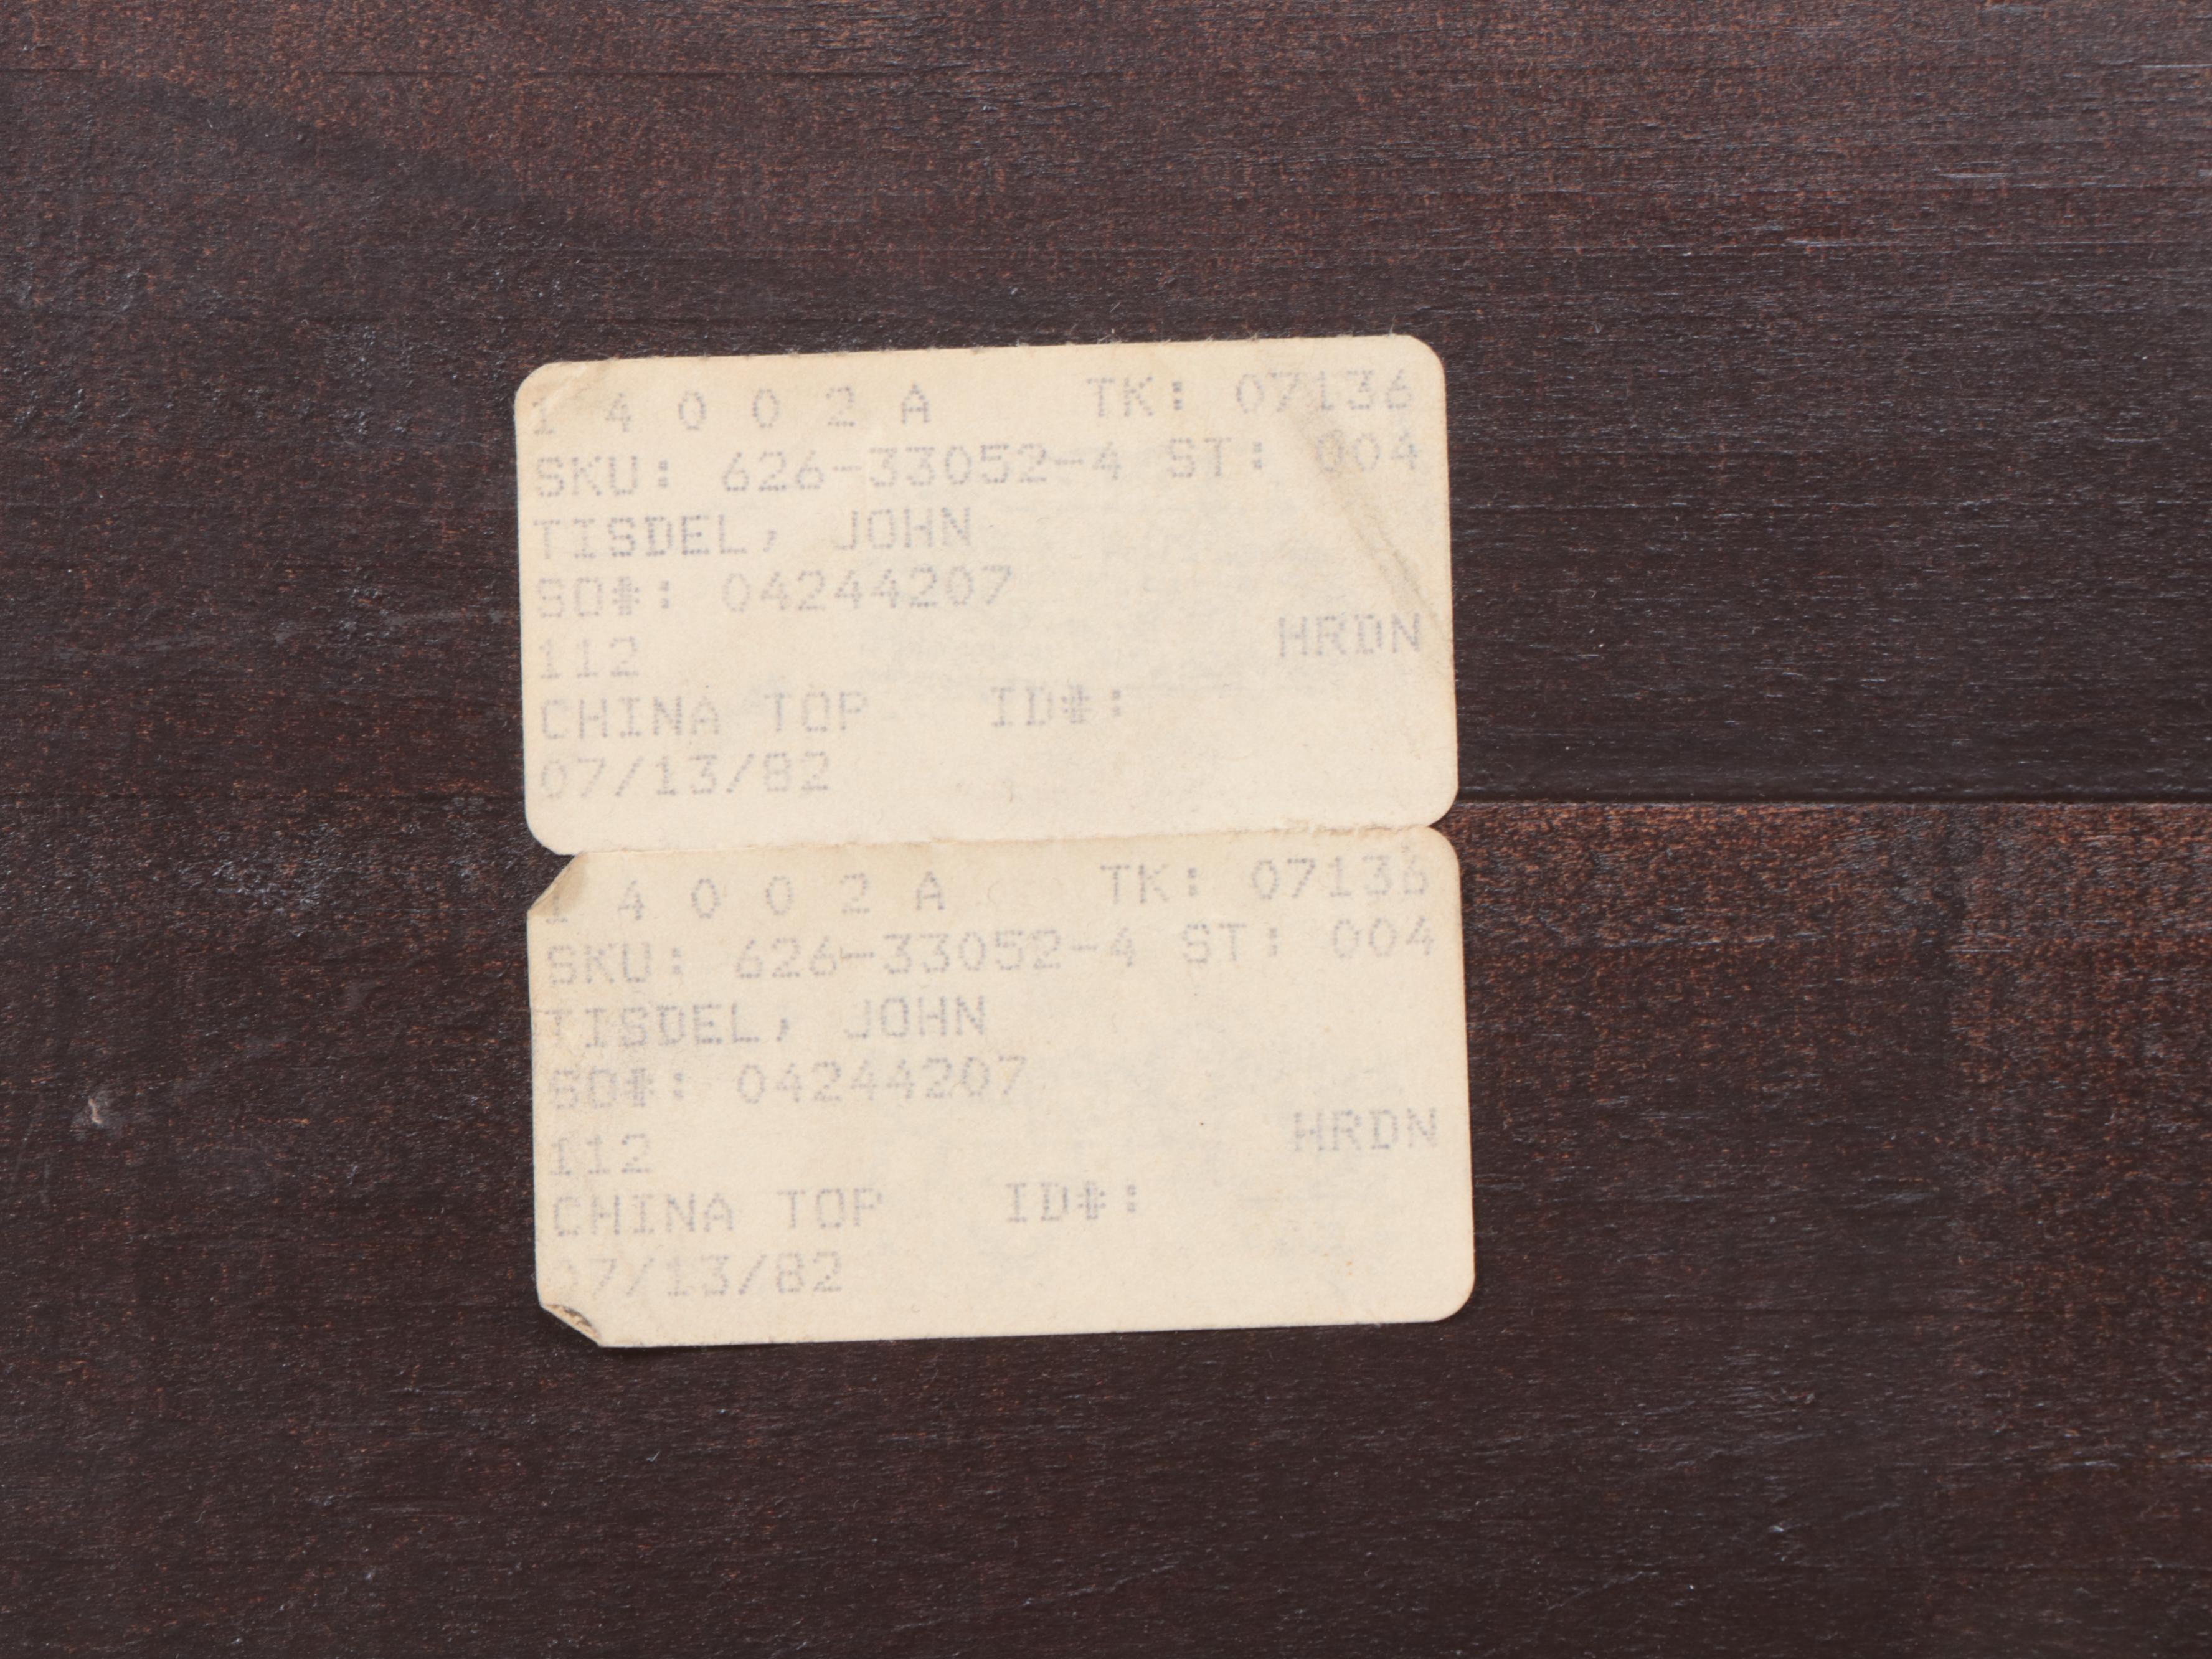 1 4 0 0 2 A TK: 07136
SKU: 626-33052-4 ST: 004
TISDEL, JOHN
SO#: 04244207
112 HRDN
CHINA TOP ID#:
07/13/82
1 4 0 0 2 A TK: 07136
SKU: 626-33052-4 ST: 004
TISDEL, JOHN
SO#: 04244207
112 HRDN
CHINA TOP ID#:
07/13/82